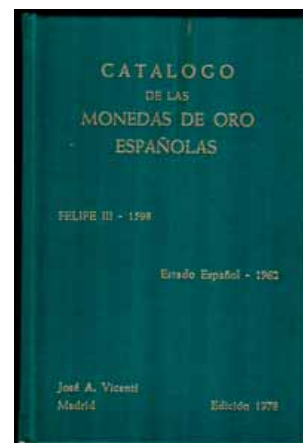 CATALOGO
DE LAS
MONEDAS DE ORO
ESPAÑOLAS
FELIPE III - 1598
Estado Español - 1962
José A. Vicenti
Madrid Edición 1978